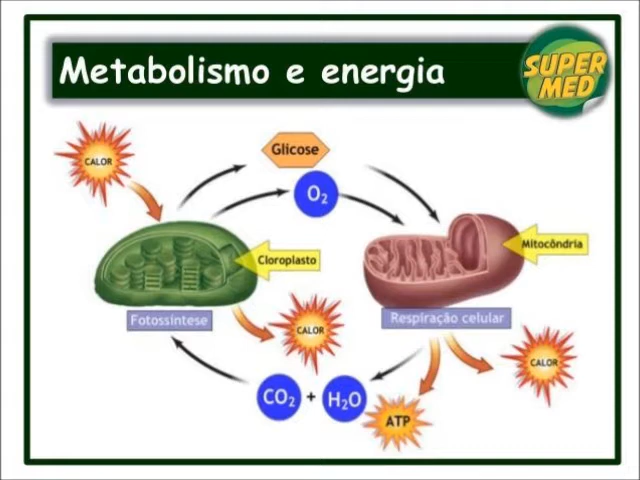 Metabolismo e energia
SUPER
MED
CALOR
Glicose
O₂
Cloroplasto
Mitocôndria
Fotossíntese
Respiração celular
CALOR
CALOR
CO₂ + H₂O
ATP